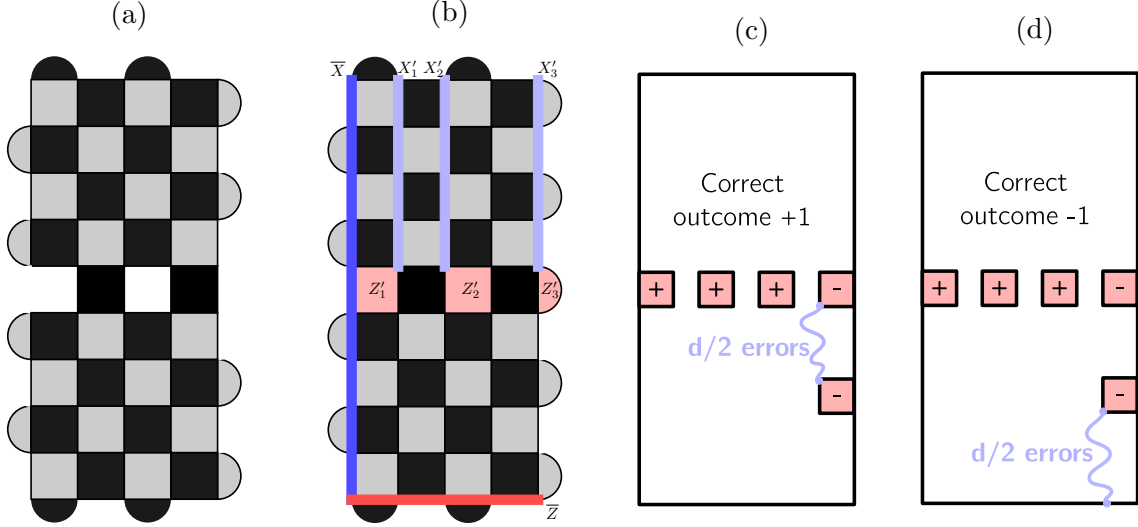 (a)
(b)
(c)
(d)
X̅
X′₁
X′₂
X′₃
Z′₁
Z′₂
Z′₃
Z̅
Correct
outcome +1
+
+
+
-
d/2 errors
-
Correct
outcome -1
+
+
+
-
-
d/2 errors